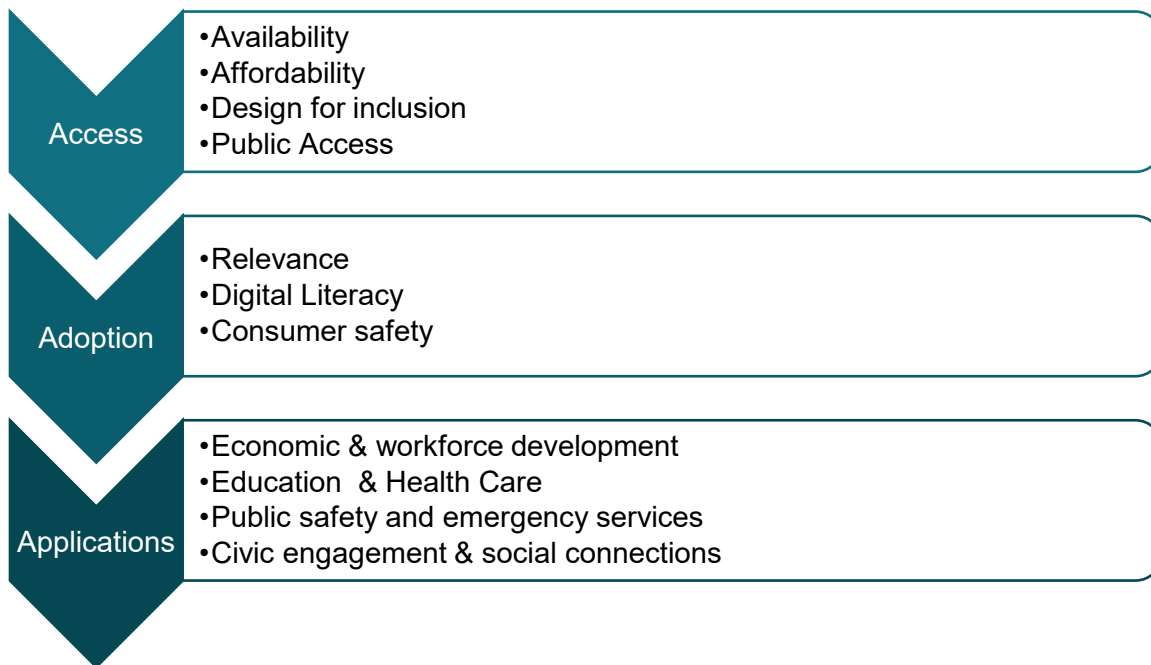 Access
•Availability
•Affordability
•Design for inclusion
•Public Access
Adoption
•Relevance
•Digital Literacy
•Consumer safety
Applications
•Economic & workforce development
•Education  & Health Care
•Public safety and emergency services
•Civic engagement & social connections